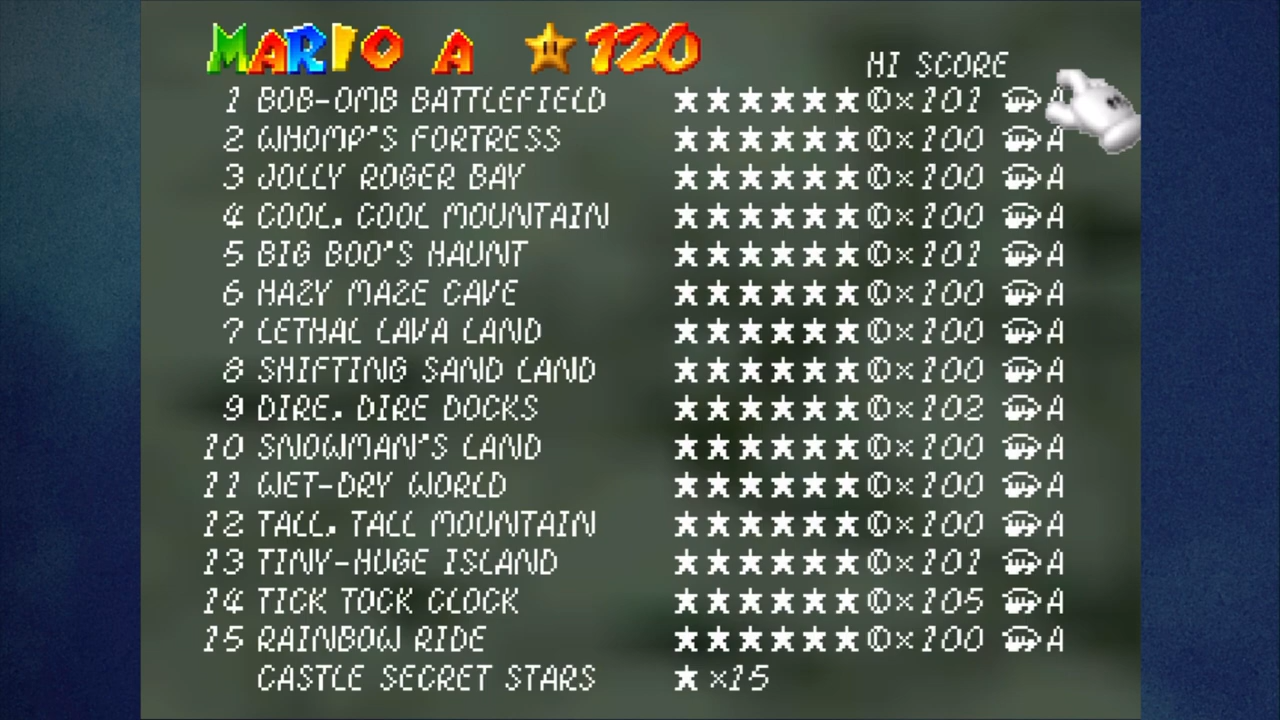 MARIO A ★120
HI SCORE
1 BOB-OMB BATTLEFIELD ★★★★★★ ©×101 A
2 WHOMP'S FORTRESS ★★★★★★ ©×100 A
3 JOLLY ROGER BAY ★★★★★★ ©×100 A
4 COOL, COOL MOUNTAIN ★★★★★★ ©×100 A
5 BIG BOO'S HAUNT ★★★★★★ ©×101 A
6 HAZY MAZE CAVE ★★★★★★ ©×100 A
7 LETHAL LAVA LAND ★★★★★★ ©×100 A
8 SHIFTING SAND LAND ★★★★★★ ©×100 A
9 DIRE, DIRE DOCKS ★★★★★★ ©×102 A
10 SNOWMAN'S LAND ★★★★★★ ©×100 A
11 WET-DRY WORLD ★★★★★★ ©×100 A
12 TALL, TALL MOUNTAIN ★★★★★★ ©×100 A
13 TINY-HUGE ISLAND ★★★★★★ ©×101 A
14 TICK TOCK CLOCK ★★★★★★ ©×105 A
15 RAINBOW RIDE ★★★★★★ ©×100 A
CASTLE SECRET STARS ★ ×15